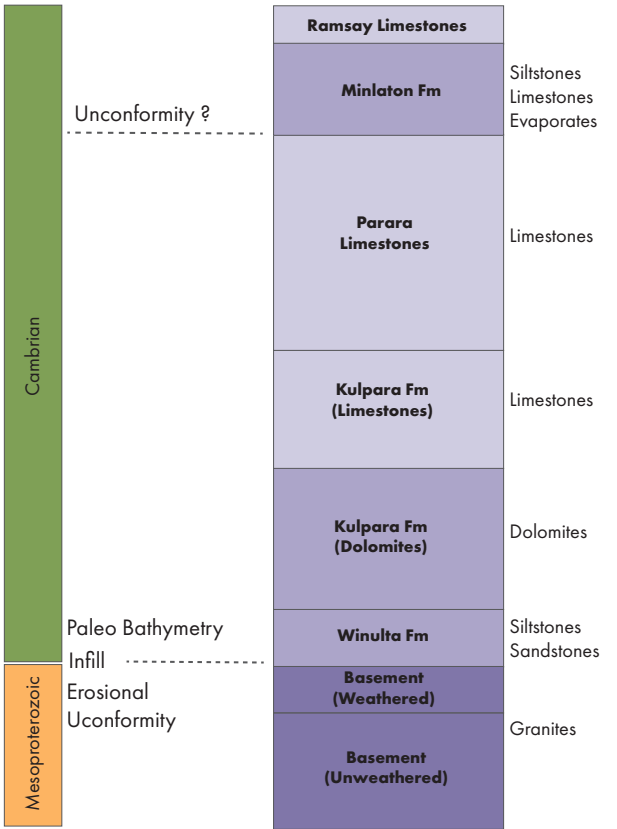 Ramsay Limestones
Minlaton Fm
Siltstones
Limestones
Evaporates
Unconformity ?
Parara
Limestones
Limestones
Cambrian
Kulpara Fm
(Limestones)
Limestones
Kulpara Fm
(Dolomites)
Dolomites
Paleo Bathymetry
Infill
Winulta Fm
Siltstones
Sandstones
Mesoproterozoic
Erosional
Uconformity
Basement
(Weathered)
Granites
Basement
(Unweathered)